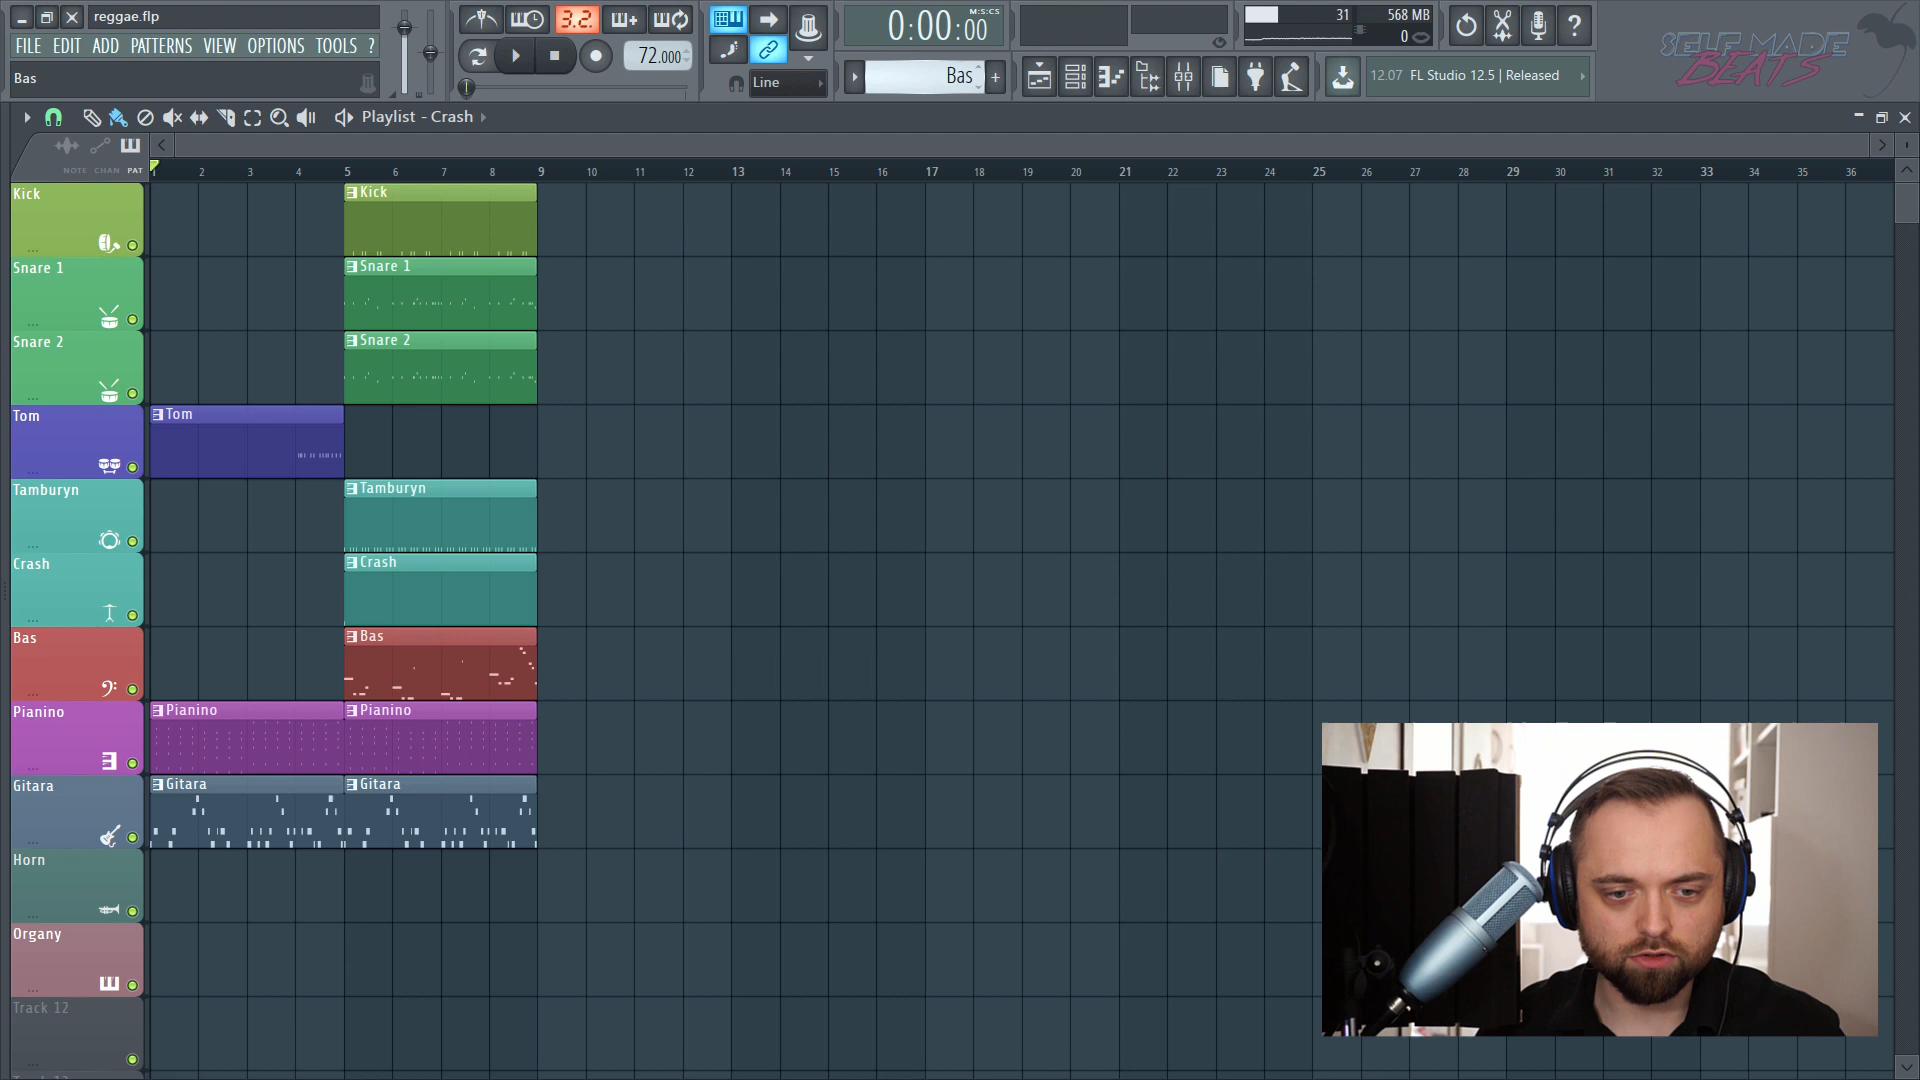 reggae.flp
FILE EDIT ADD PATTERNS VIEW OPTIONS TOOLS ?
Bas
3.2.
72.000
0:00:00
M:S:CS
Line
Bas
31
568 MB
0
12.07 FL Studio 12.5 | Released
SELF MADE
BEATS
Playlist - Crash
NOTE CHAN PAT
1 2 3 4 5 6 7 8 9 10 11 12 13 14 15 16 17 18 19 20 21 22 23 24 25 26 27 28 29 30 31 32 33 34 35 36
Kick
Kick
Snare 1
Snare 1
Snare 2
Snare 2
Tom
Tom
Tamburyn
Tamburyn
Crash
Crash
Bas
Bas
Pianino
Pianino
Pianino
Gitara
Gitara
Gitara
Horn
Organy
Track 12